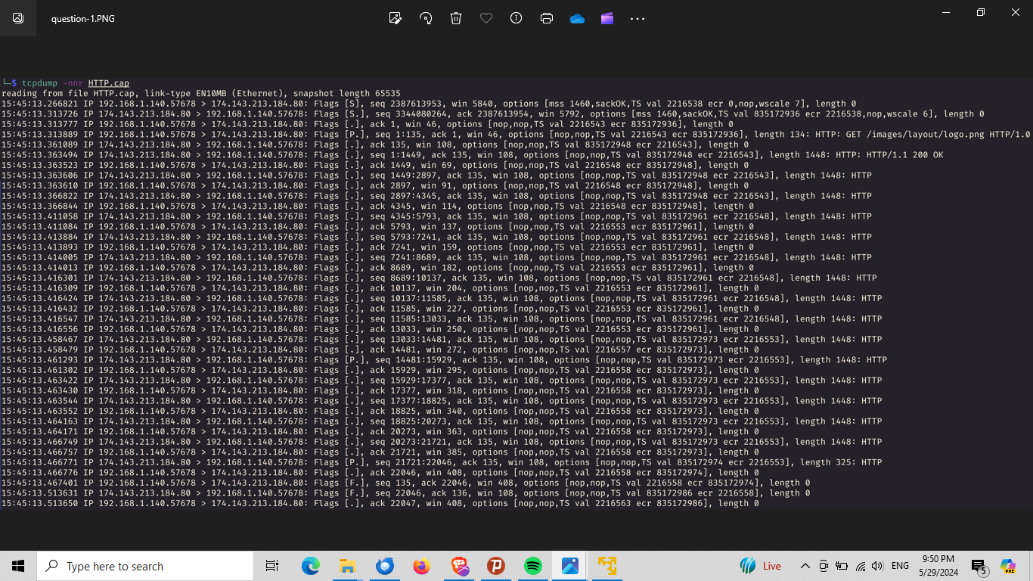 question-1.PNG
└─$ tcpdump -nnr HTTP.cap
reading from file HTTP.cap, link-type EN10MB (Ethernet), snapshot length 65535
15:45:13.266821 IP 192.168.1.140.57678 > 174.143.213.184.80: Flags [S], seq 2387613953, win 5840, options [mss 1460,sackOK,TS val 2216538 ecr 0,nop,wscale 7], length 0
15:45:13.313726 IP 174.143.213.184.80 > 192.168.1.140.57678: Flags [S.], seq 3344080264, ack 2387613954, win 5792, options [mss 1460,sackOK,TS val 835172936 ecr 2216538,nop,wscale 6], length 0
15:45:13.313777 IP 192.168.1.140.57678 > 174.143.213.184.80: Flags [.], ack 1, win 46, options [nop,nop,TS val 2216543 ecr 835172936], length 0
15:45:13.313889 IP 192.168.1.140.57678 > 174.143.213.184.80: Flags [P.], seq 1:135, ack 1, win 46, options [nop,nop,TS val 2216543 ecr 835172936], length 134: HTTP: GET /images/layout/logo.png HTTP/1.0
15:45:13.361089 IP 174.143.213.184.80 > 192.168.1.140.57678: Flags [.], ack 135, win 108, options [nop,nop,TS val 835172948 ecr 2216543], length 0
15:45:13.363494 IP 174.143.213.184.80 > 192.168.1.140.57678: Flags [.], seq 1:1449, ack 135, win 108, options [nop,nop,TS val 835172948 ecr 2216543], length 1448: HTTP: HTTP/1.1 200 OK
15:45:13.363523 IP 192.168.1.140.57678 > 174.143.213.184.80: Flags [.], ack 1449, win 69, options [nop,nop,TS val 2216548 ecr 835172948], length 0
15:45:13.363606 IP 174.143.213.184.80 > 192.168.1.140.57678: Flags [.], seq 1449:2897, ack 135, win 108, options [nop,nop,TS val 835172948 ecr 2216543], length 1448: HTTP
15:45:13.363610 IP 192.168.1.140.57678 > 174.143.213.184.80: Flags [.], ack 2897, win 91, options [nop,nop,TS val 2216548 ecr 835172948], length 0
15:45:13.366822 IP 174.143.213.184.80 > 192.168.1.140.57678: Flags [.], seq 2897:4345, ack 135, win 108, options [nop,nop,TS val 835172948 ecr 2216543], length 1448: HTTP
15:45:13.366844 IP 192.168.1.140.57678 > 174.143.213.184.80: Flags [.], ack 4345, win 114, options [nop,nop,TS val 2216548 ecr 835172948], length 0
15:45:13.411058 IP 174.143.213.184.80 > 192.168.1.140.57678: Flags [.], seq 4345:5793, ack 135, win 108, options [nop,nop,TS val 835172961 ecr 2216548], length 1448: HTTP
15:45:13.411084 IP 192.168.1.140.57678 > 174.143.213.184.80: Flags [.], ack 5793, win 137, options [nop,nop,TS val 2216553 ecr 835172961], length 0
15:45:13.413884 IP 174.143.213.184.80 > 192.168.1.140.57678: Flags [.], seq 5793:7241, ack 135, win 108, options [nop,nop,TS val 835172961 ecr 2216548], length 1448: HTTP
15:45:13.413893 IP 192.168.1.140.57678 > 174.143.213.184.80: Flags [.], ack 7241, win 159, options [nop,nop,TS val 2216553 ecr 835172961], length 0
15:45:13.414005 IP 174.143.213.184.80 > 192.168.1.140.57678: Flags [.], seq 7241:8689, ack 135, win 108, options [nop,nop,TS val 835172961 ecr 2216548], length 1448: HTTP
15:45:13.414013 IP 192.168.1.140.57678 > 174.143.213.184.80: Flags [.], ack 8689, win 182, options [nop,nop,TS val 2216553 ecr 835172961], length 0
15:45:13.416301 IP 174.143.213.184.80 > 192.168.1.140.57678: Flags [.], seq 8689:10137, ack 135, win 108, options [nop,nop,TS val 835172961 ecr 2216548], length 1448: HTTP
15:45:13.416309 IP 192.168.1.140.57678 > 174.143.213.184.80: Flags [.], ack 10137, win 204, options [nop,nop,TS val 2216553 ecr 835172961], length 0
15:45:13.416424 IP 174.143.213.184.80 > 192.168.1.140.57678: Flags [.], seq 10137:11585, ack 135, win 108, options [nop,nop,TS val 835172961 ecr 2216548], length 1448: HTTP
15:45:13.416432 IP 192.168.1.140.57678 > 174.143.213.184.80: Flags [.], ack 11585, win 227, options [nop,nop,TS val 2216553 ecr 835172961], length 0
15:45:13.416547 IP 174.143.213.184.80 > 192.168.1.140.57678: Flags [.], seq 11585:13033, ack 135, win 108, options [nop,nop,TS val 835172961 ecr 2216548], length 1448: HTTP
15:45:13.416556 IP 192.168.1.140.57678 > 174.143.213.184.80: Flags [.], ack 13033, win 250, options [nop,nop,TS val 2216553 ecr 835172961], length 0
15:45:13.458467 IP 174.143.213.184.80 > 192.168.1.140.57678: Flags [.], seq 13033:14481, ack 135, win 108, options [nop,nop,TS val 835172973 ecr 2216553], length 1448: HTTP
15:45:13.458479 IP 192.168.1.140.57678 > 174.143.213.184.80: Flags [.], ack 14481, win 272, options [nop,nop,TS val 2216557 ecr 835172973], length 0
15:45:13.461293 IP 174.143.213.184.80 > 192.168.1.140.57678: Flags [P.], seq 14481:15929, ack 135, win 108, options [nop,nop,TS val 835172973 ecr 2216553], length 1448: HTTP
15:45:13.461302 IP 192.168.1.140.57678 > 174.143.213.184.80: Flags [.], ack 15929, win 295, options [nop,nop,TS val 2216558 ecr 835172973], length 0
15:45:13.463422 IP 174.143.213.184.80 > 192.168.1.140.57678: Flags [.], seq 15929:17377, ack 135, win 108, options [nop,nop,TS val 835172973 ecr 2216553], length 1448: HTTP
15:45:13.463430 IP 192.168.1.140.57678 > 174.143.213.184.80: Flags [.], ack 17377, win 318, options [nop,nop,TS val 2216558 ecr 835172973], length 0
15:45:13.463544 IP 174.143.213.184.80 > 192.168.1.140.57678: Flags [.], seq 17377:18825, ack 135, win 108, options [nop,nop,TS val 835172973 ecr 2216553], length 1448: HTTP
15:45:13.463552 IP 192.168.1.140.57678 > 174.143.213.184.80: Flags [.], ack 18825, win 340, options [nop,nop,TS val 2216558 ecr 835172973], length 0
15:45:13.464163 IP 174.143.213.184.80 > 192.168.1.140.57678: Flags [.], seq 18825:20273, ack 135, win 108, options [nop,nop,TS val 835172973 ecr 2216553], length 1448: HTTP
15:45:13.464171 IP 192.168.1.140.57678 > 174.143.213.184.80: Flags [.], ack 20273, win 363, options [nop,nop,TS val 2216558 ecr 835172973], length 0
15:45:13.466749 IP 174.143.213.184.80 > 192.168.1.140.57678: Flags [.], seq 20273:21721, ack 135, win 108, options [nop,nop,TS val 835172973 ecr 2216553], length 1448: HTTP
15:45:13.466757 IP 192.168.1.140.57678 > 174.143.213.184.80: Flags [.], ack 21721, win 385, options [nop,nop,TS val 2216558 ecr 835172973], length 0
15:45:13.466771 IP 174.143.213.184.80 > 192.168.1.140.57678: Flags [P.], seq 21721:22046, ack 135, win 108, options [nop,nop,TS val 835172974 ecr 2216553], length 325: HTTP
15:45:13.466776 IP 192.168.1.140.57678 > 174.143.213.184.80: Flags [.], ack 22046, win 408, options [nop,nop,TS val 2216558 ecr 835172974], length 0
15:45:13.467401 IP 192.168.1.140.57678 > 174.143.213.184.80: Flags [F.], seq 135, ack 22046, win 408, options [nop,nop,TS val 2216558 ecr 835172974], length 0
15:45:13.513631 IP 174.143.213.184.80 > 192.168.1.140.57678: Flags [F.], seq 22046, ack 136, win 108, options [nop,nop,TS val 835172986 ecr 2216558], length 0
15:45:13.513650 IP 192.168.1.140.57678 > 174.143.213.184.80: Flags [.], ack 22047, win 408, options [nop,nop,TS val 2216563 ecr 835172986], length 0
Type here to search
Live
ENG
9:50 PM
5/29/2024
5